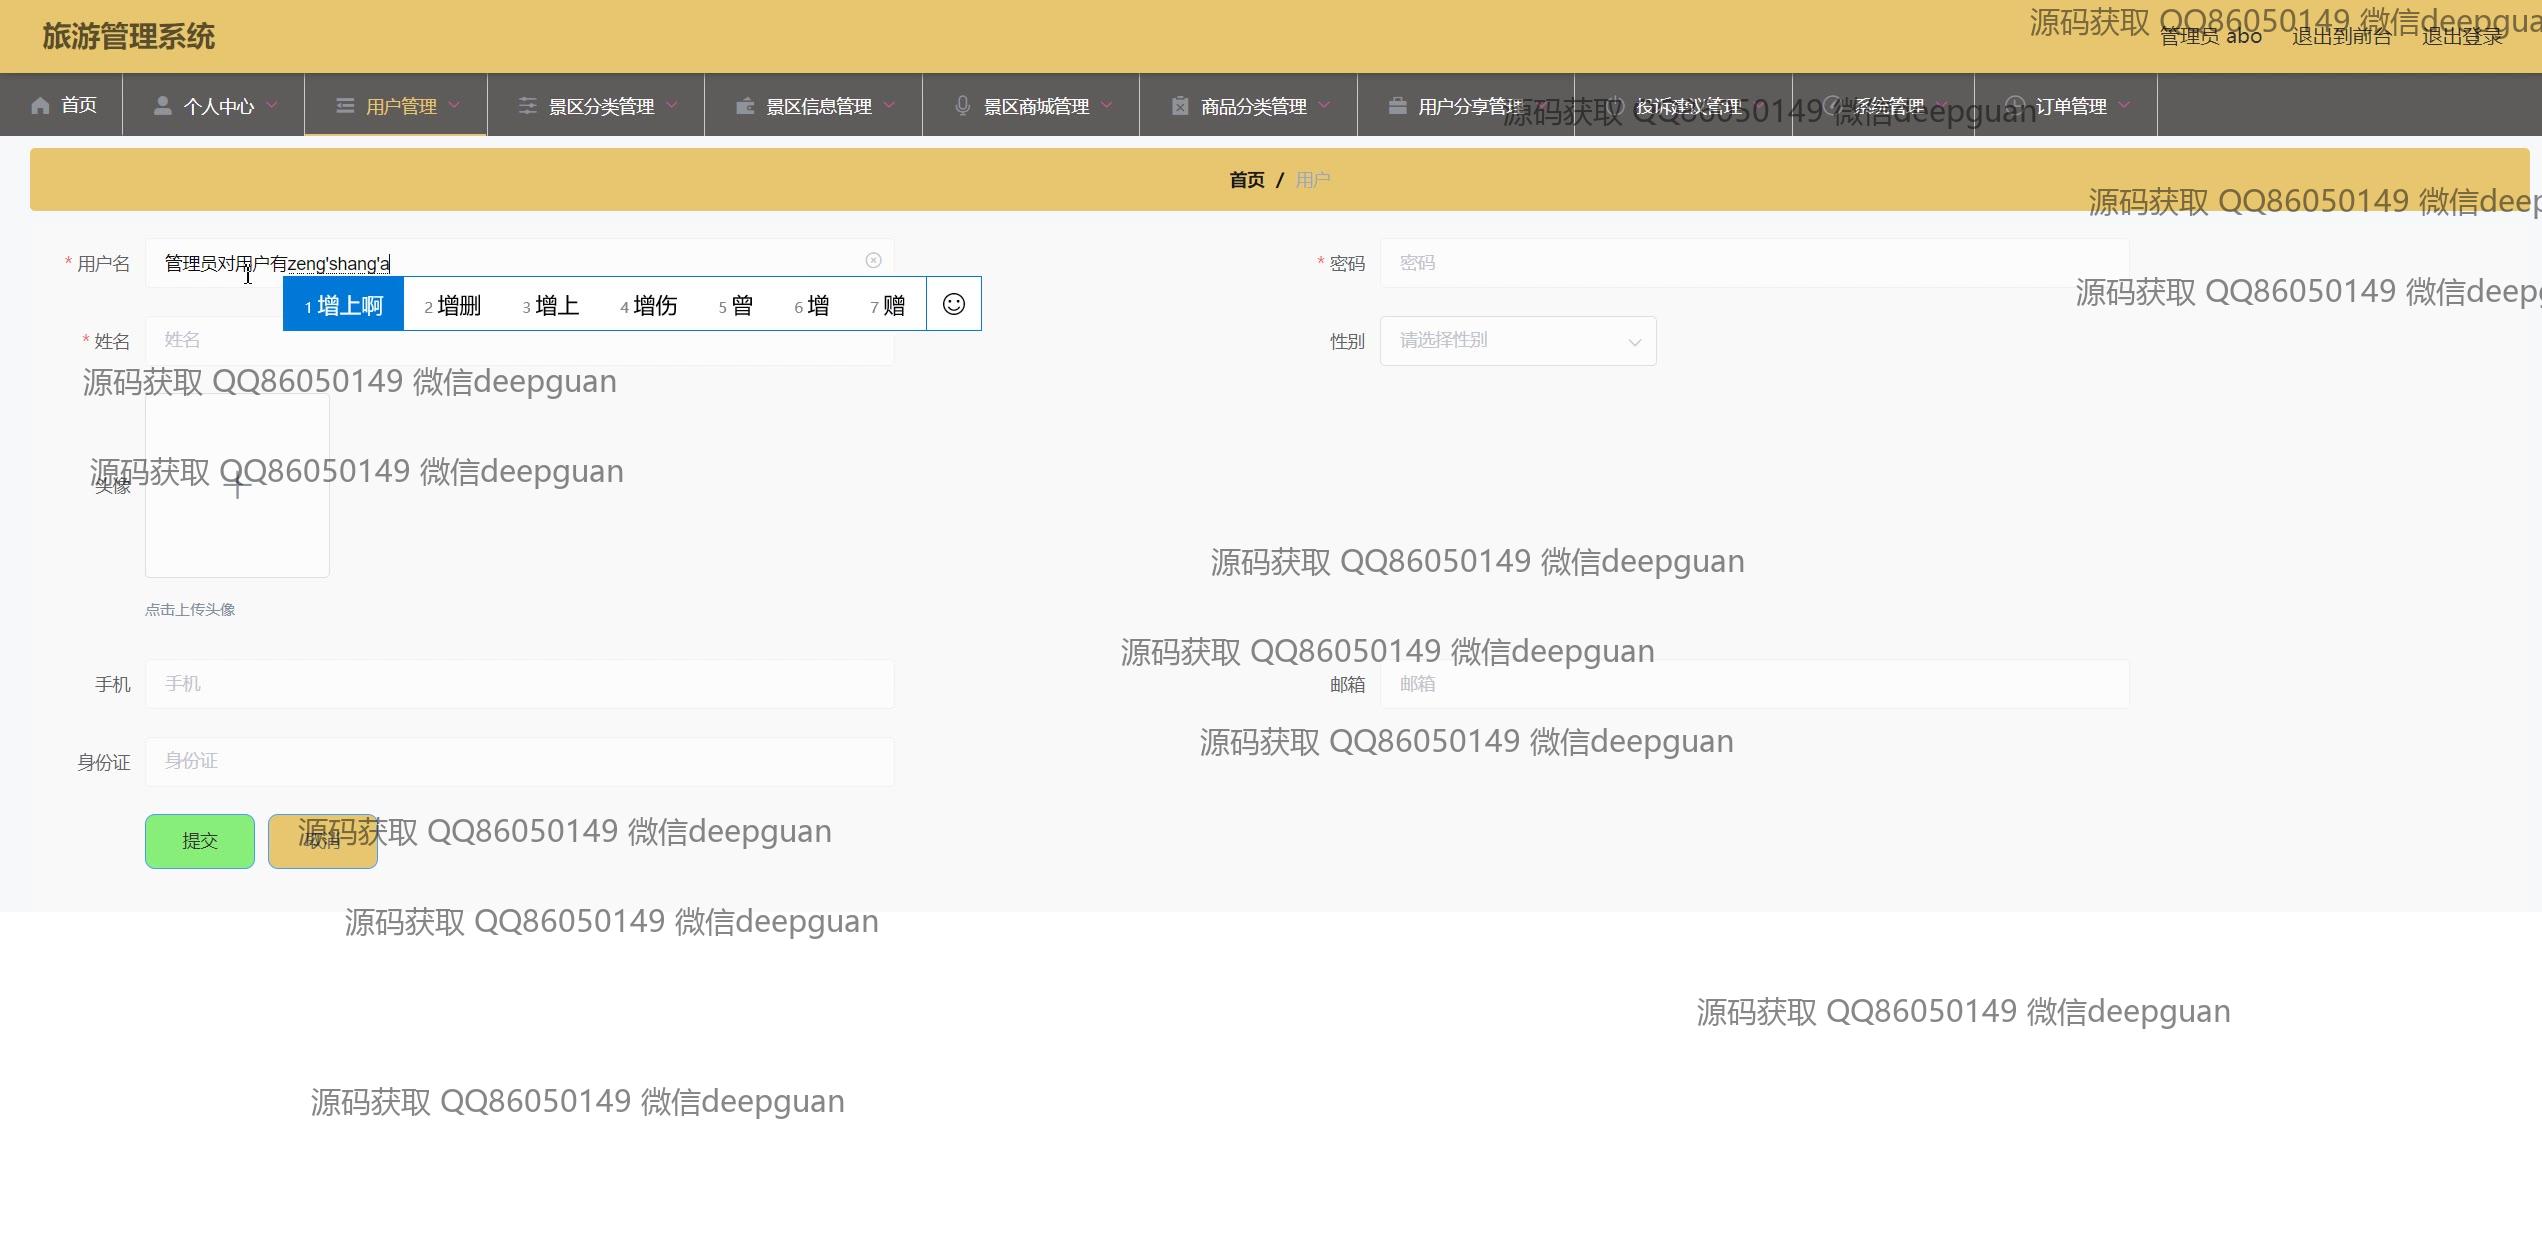 旅游管理系统
源码获取 QQ86050149 微信deepgua
管理员 abo 退出到前台 退出登录
首页 个人中心 用户管理 景区分类管理 景区信息管理 景区商城管理 商品分类管理 用户分享管理 投诉建议管理 系统管理 订单管理
源码获取 QQ86050149 微信deepguan
首页 / 用户
源码获取 QQ86050149 微信deep
* 用户名 管理员对用户有zeng'shang'a
* 密码 密码
源码获取 QQ86050149 微信deepg
1 增上啊 2 增删 3 增上 4 增伤 5 曾 6 增 7 赠
* 姓名 姓名
性别 请选择性别
源码获取 QQ86050149 微信deepguan
源码获取 QQ86050149 微信deepguan
头像
源码获取 QQ86050149 微信deepguan
点击上传头像
源码获取 QQ86050149 微信deepguan
手机 手机
邮箱 邮箱
源码获取 QQ86050149 微信deepguan
身份证 身份证
源码获取 QQ86050149 微信deepguan
提交 取消
源码获取 QQ86050149 微信deepguan
源码获取 QQ86050149 微信deepguan
源码获取 QQ86050149 微信deepguan